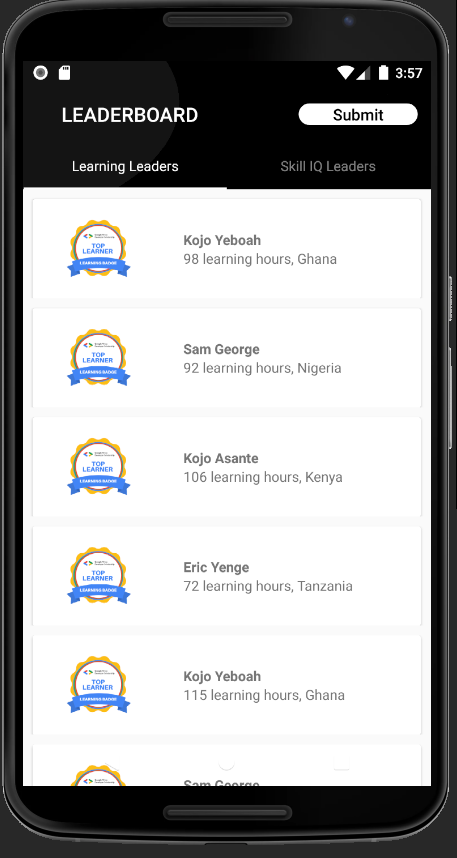 3:57
LEADERBOARD
Submit
Learning Leaders
Skill IQ Leaders
TOP
LEARNER
LEARNING BADGE
Kojo Yeboah
98 learning hours, Ghana
TOP
LEARNER
LEARNING BADGE
Sam George
92 learning hours, Nigeria
TOP
LEARNER
LEARNING BADGE
Kojo Asante
106 learning hours, Kenya
TOP
LEARNER
LEARNING BADGE
Eric Yenge
72 learning hours, Tanzania
TOP
LEARNER
LEARNING BADGE
Kojo Yeboah
115 learning hours, Ghana
Sam George